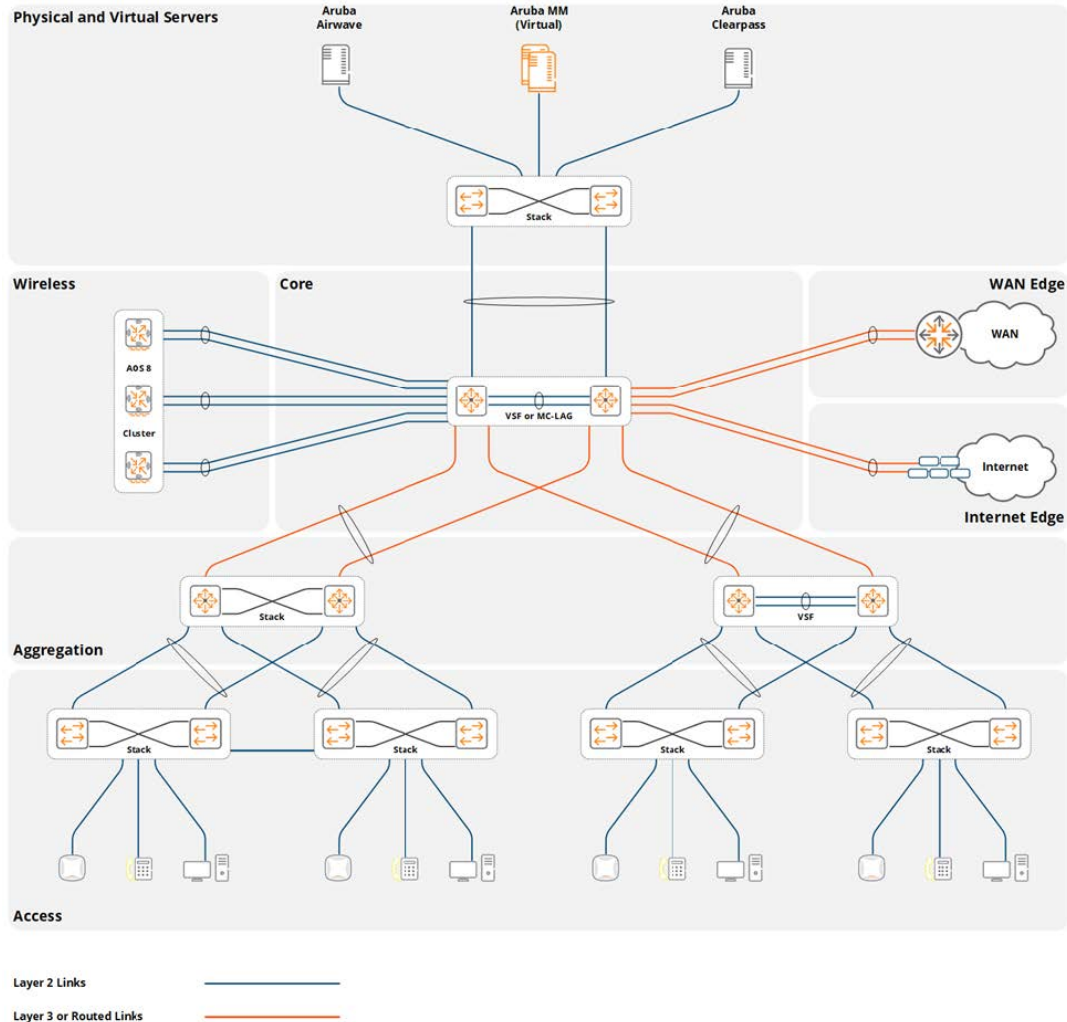 Physical and Virtual Servers
Aruba
Airwave
Aruba MM
(Virtual)
Aruba
Clearpass
Stack
Wireless
Core
WAN Edge
AOS 8
Cluster
VSF or MC-LAG
WAN
Internet
Internet Edge
Stack
VSF
Aggregation
Stack
Stack
Stack
Stack
Access
Layer 2 Links
Layer 3 or Routed Links